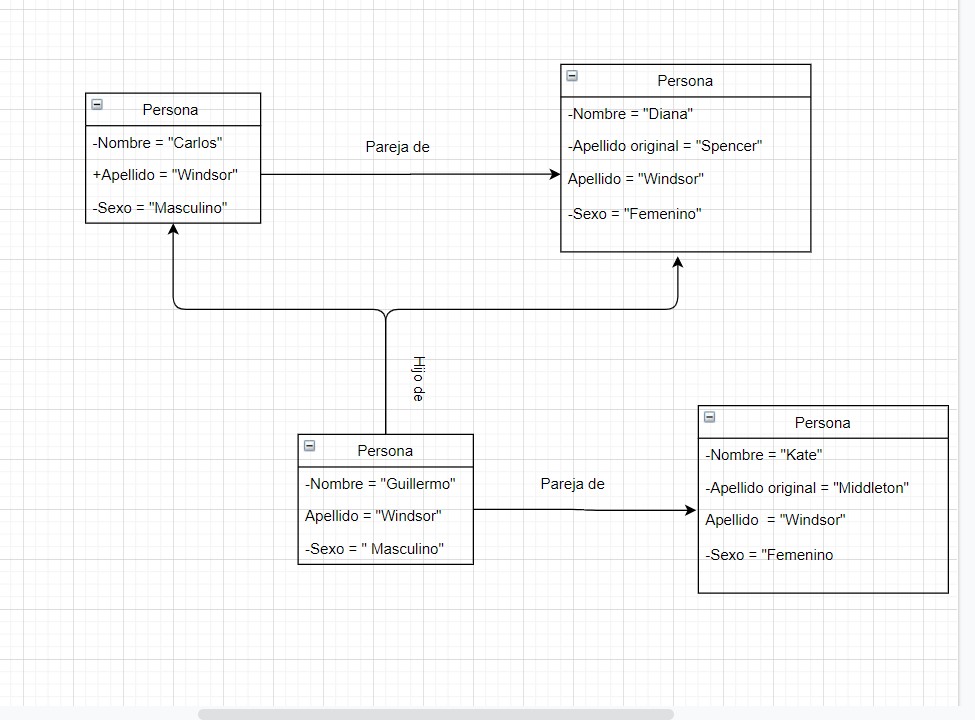 Persona
-Nombre = "Carlos"
+Apellido = "Windsor"
-Sexo = "Masculino"
Pareja de
Persona
-Nombre = "Diana"
-Apellido original = "Spencer"
Apellido = "Windsor"
-Sexo = "Femenino"
Hijo de
Persona
-Nombre = "Guillermo"
Apellido = "Windsor"
-Sexo = " Masculino"
Pareja de
Persona
-Nombre = "Kate"
-Apellido original = "Middleton"
Apellido  = "Windsor"
-Sexo = "Femenino